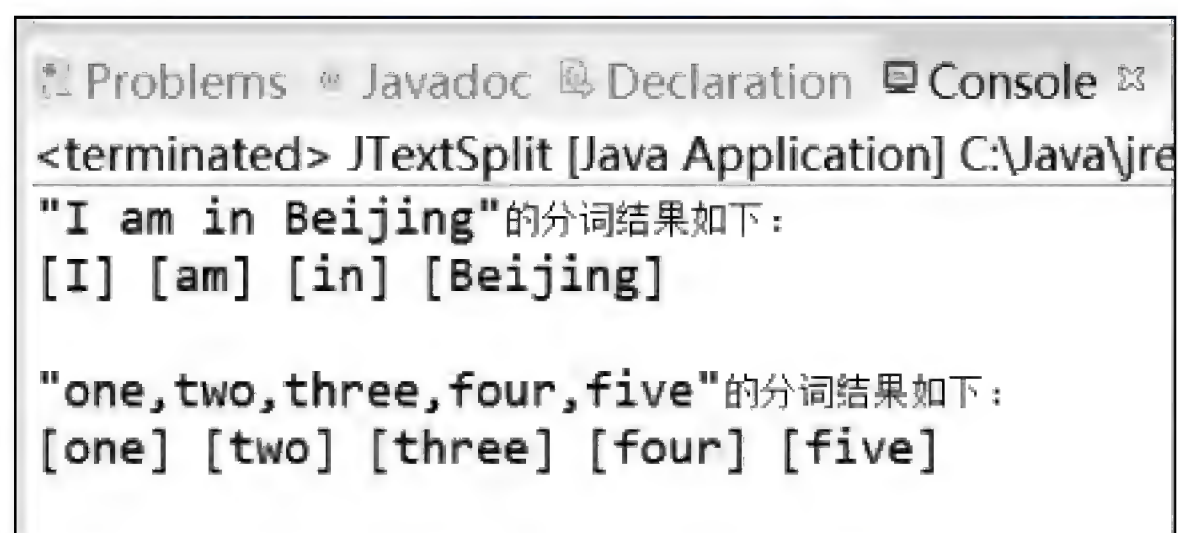 Problems Javadoc Declaration Console
<terminated> JTextSplit [Java Application] C:\Java\jre
"I am in Beijing"的分词结果如下：
[I] [am] [in] [Beijing]
"one,two,three,four,five"的分词结果如下：
[one] [two] [three] [four] [five]